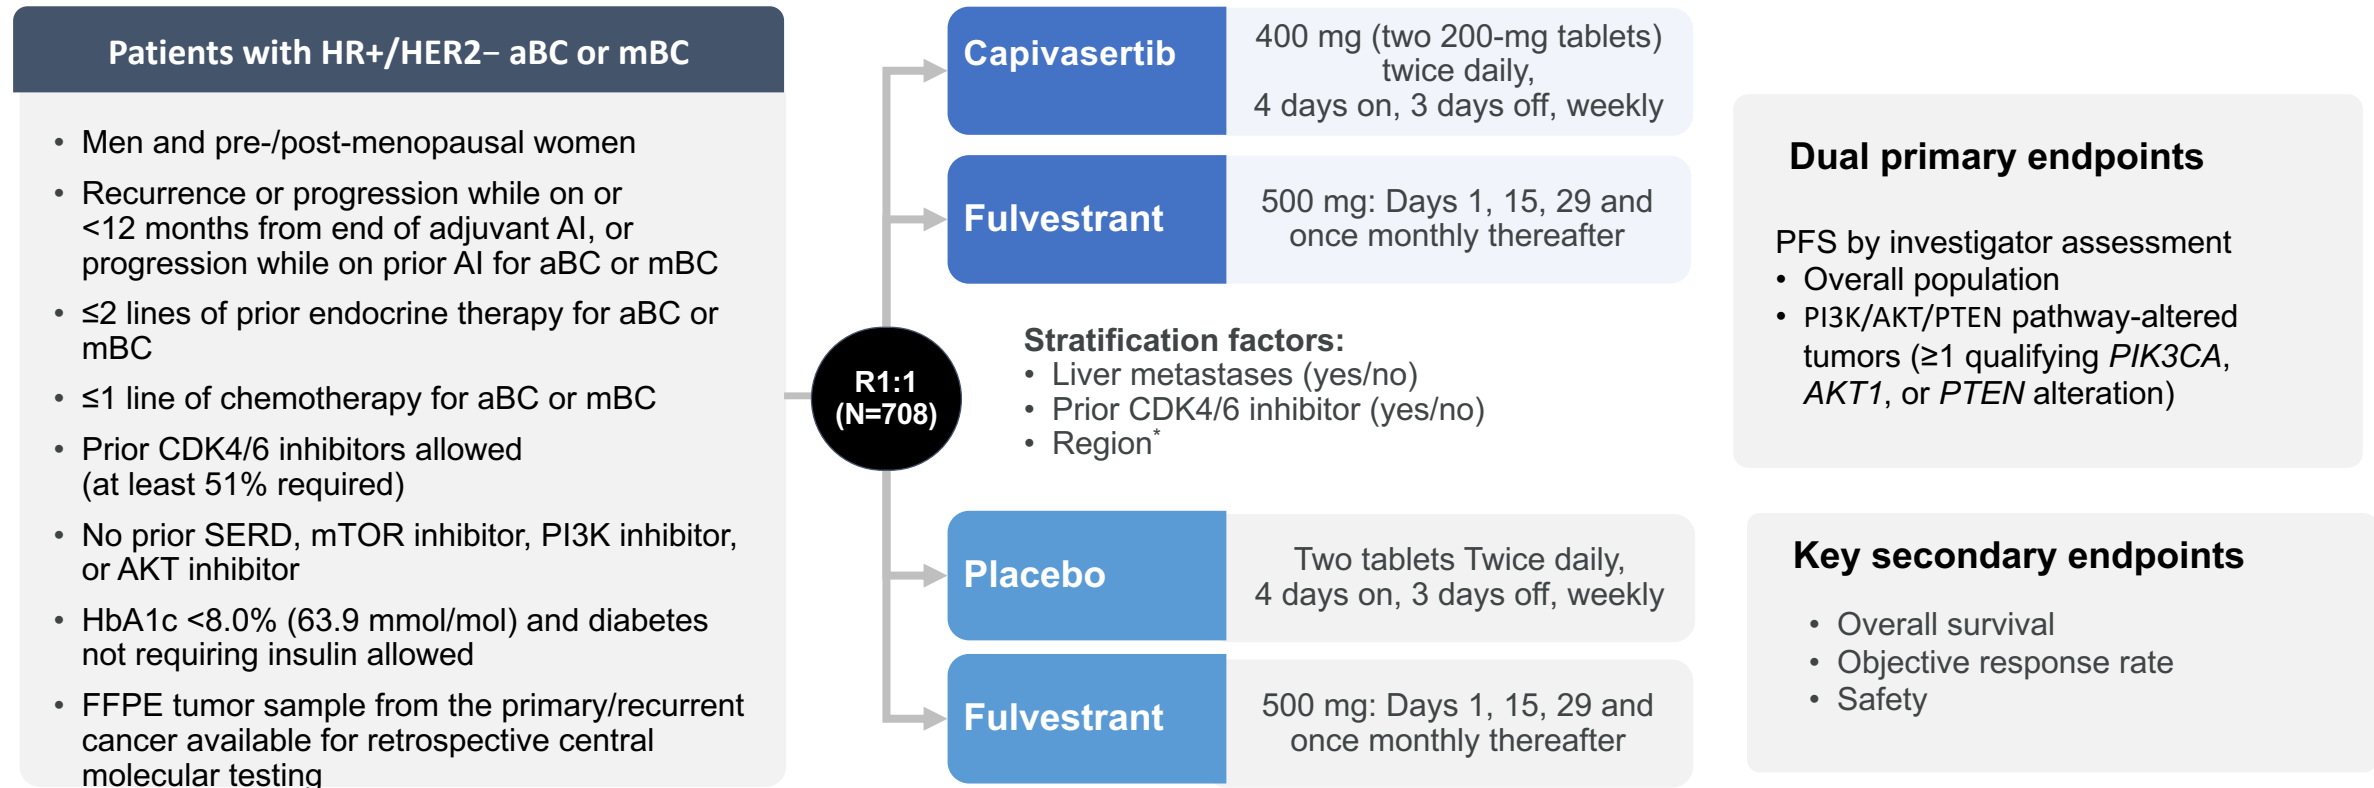 Patients with HR+/HER2− aBC or mBC
• Men and pre-/post-menopausal women
• Recurrence or progression while on or
<12 months from end of adjuvant AI, or
progression while on prior AI for aBC or mBC
• ≤2 lines of prior endocrine therapy for aBC or
mBC
• ≤1 line of chemotherapy for aBC or mBC
• Prior CDK4/6 inhibitors allowed
(at least 51% required)
• No prior SERD, mTOR inhibitor, PI3K inhibitor,
or AKT inhibitor
• HbA1c <8.0% (63.9 mmol/mol) and diabetes
not requiring insulin allowed
• FFPE tumor sample from the primary/recurrent
cancer available for retrospective central
molecular testing
R1:1
(N=708)
Capivasertib
400 mg (two 200-mg tablets)
twice daily,
4 days on, 3 days off, weekly
Fulvestrant
500 mg: Days 1, 15, 29 and
once monthly thereafter
Stratification factors:
• Liver metastases (yes/no)
• Prior CDK4/6 inhibitor (yes/no)
• Region*
Placebo
Two tablets Twice daily,
4 days on, 3 days off, weekly
Fulvestrant
500 mg: Days 1, 15, 29 and
once monthly thereafter
Dual primary endpoints
PFS by investigator assessment
• Overall population
• PI3K/AKT/PTEN pathway-altered
tumors (≥1 qualifying PIK3CA,
AKT1, or PTEN alteration)
Key secondary endpoints
• Overall survival
• Objective response rate
• Safety